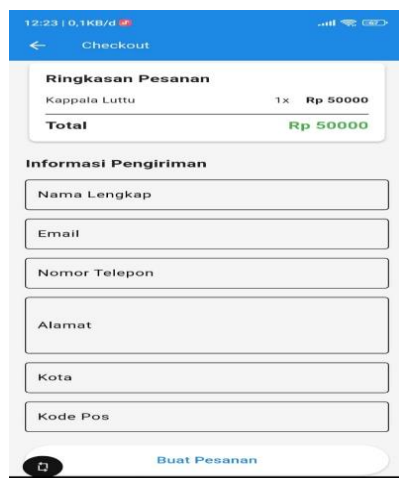 12:23 | 0,1KB/d
Checkout
Ringkasan Pesanan
Kappala Luttu 1x Rp 50000
Total Rp 50000
Informasi Pengiriman
Nama Lengkap
Email
Nomor Telepon
Alamat
Kota
Kode Pos
Buat Pesanan